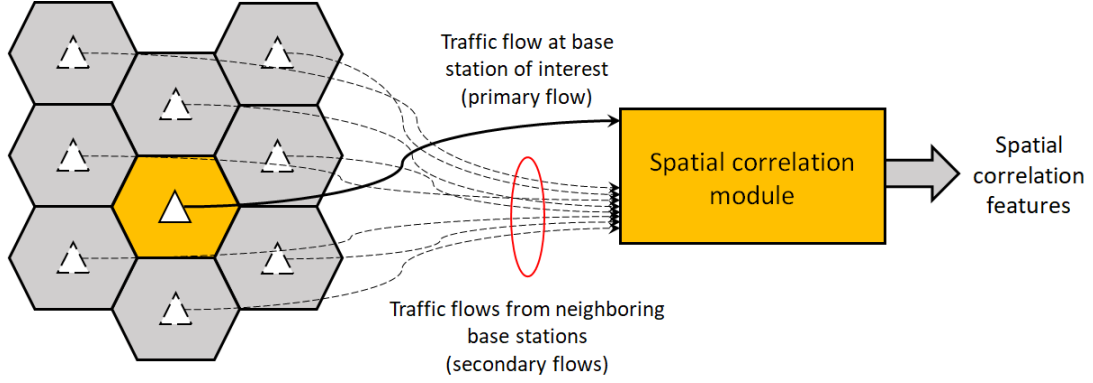 Traffic flow at base
station of interest
(primary flow)
Spatial correlation
module
Spatial
correlation
features
Traffic flows from neighboring
base stations
(secondary flows)